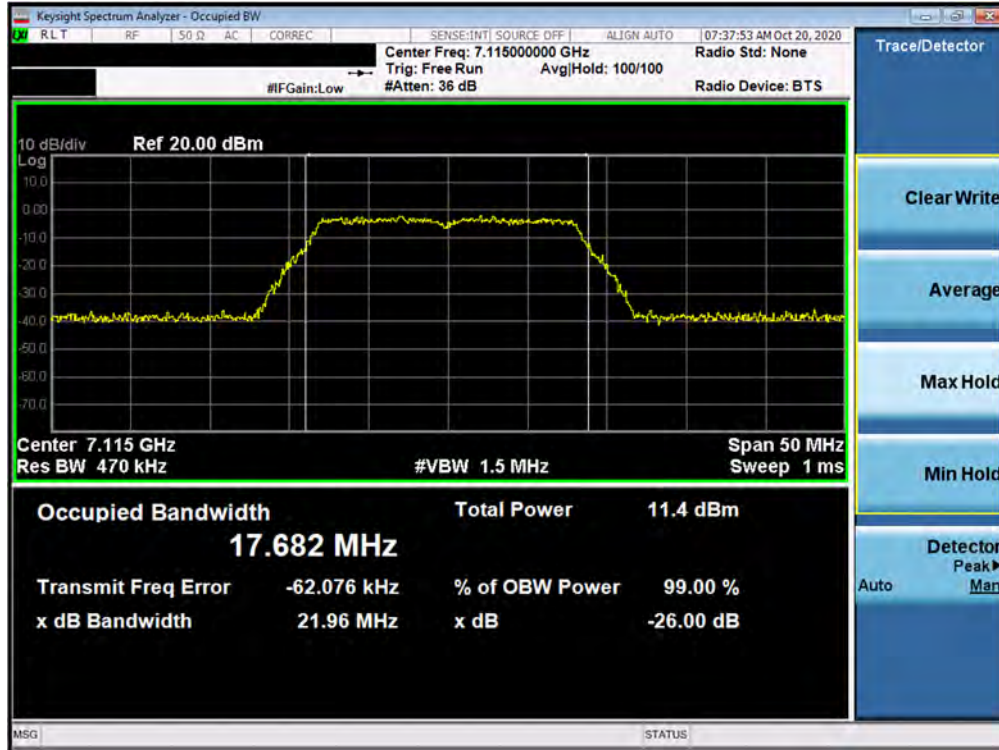 Keysight Spectrum Analyzer - Occupied BW
LXI RLT RF 50 Ω AC CORREC SENSE:INT SOURCE OFF ALIGN AUTO 07:37:53 AM Oct 20, 2020
Center Freq: 7.115000000 GHz Radio Std: None
Trig: Free Run Avg|Hold: 100/100
#IFGain:Low #Atten: 36 dB Radio Device: BTS
Trace/Detector
10 dB/div Ref 20.00 dBm
Log
10.0
0.00
-10.0
-20.0
-30.0
-40.0
-50.0
-60.0
-70.0
Center 7.115 GHz Span 50 MHz
Res BW 470 kHz #VBW 1.5 MHz Sweep 1 ms
Occupied Bandwidth Total Power 11.4 dBm
17.682 MHz
Transmit Freq Error -62.076 kHz % of OBW Power 99.00 %
x dB Bandwidth 21.96 MHz x dB -26.00 dB
Clear Write
Average
Max Hold
Min Hold
Detector
Peak▶
Auto Man
MSG STATUS